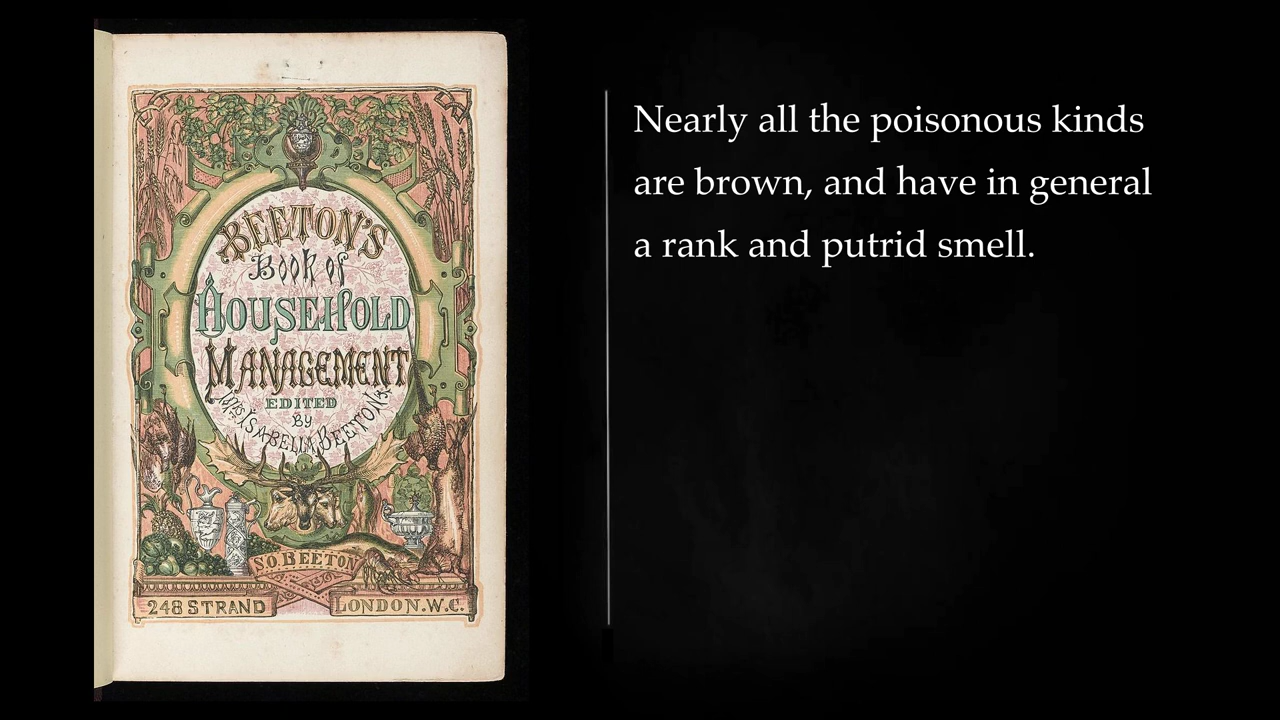 BEETON'S
Book of
HOUSEHOLD
MANAGEMENT
EDITED
BY
MRS ISABELLA BEETON
S.O. BEETON
248 STRAND
LONDON. W.C.
Nearly all the poisonous kinds
are brown, and have in general
a rank and putrid smell.